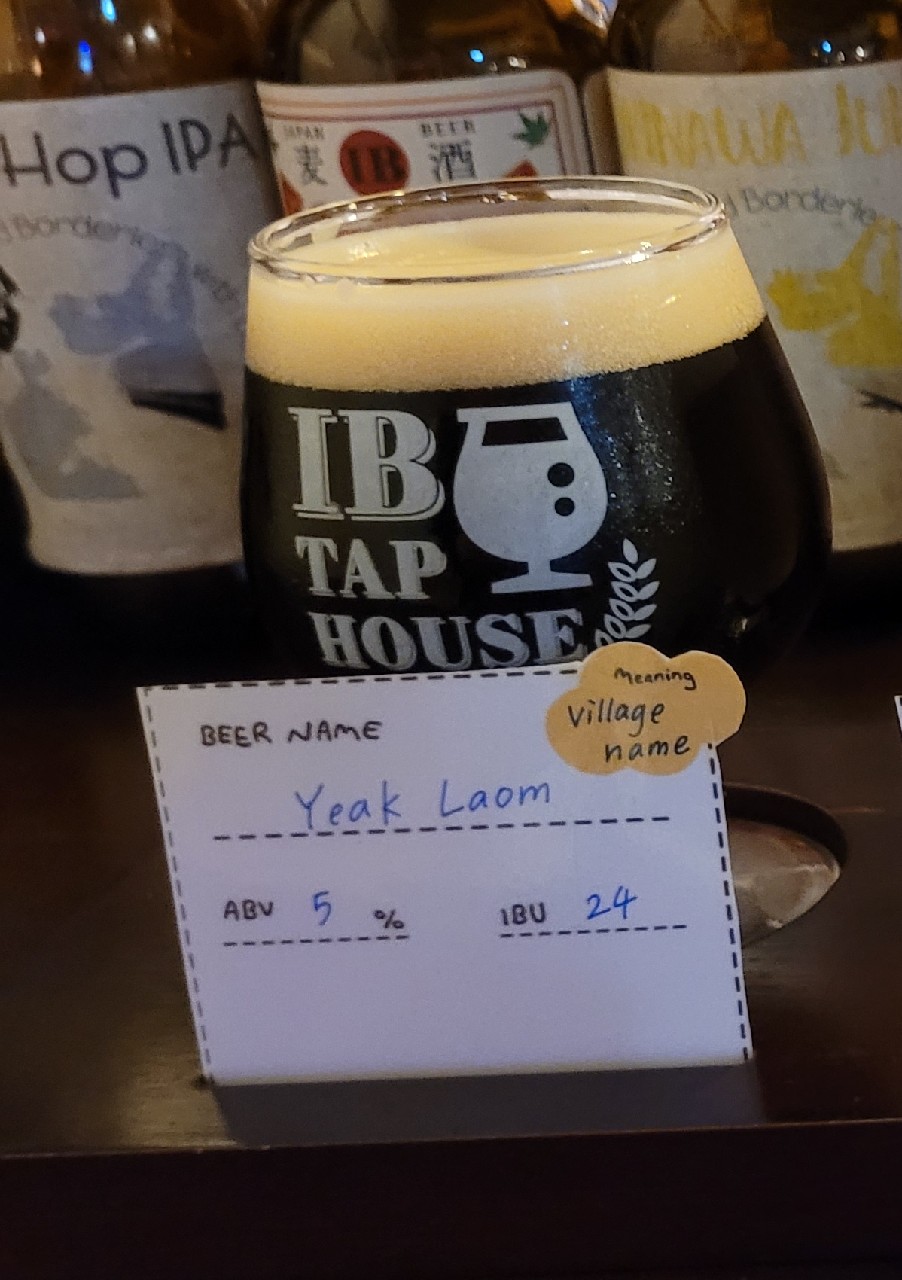 Hop IPA
JAPAN BEER
麦 IB 酒
IB
TAP
HOUSE
Meaning
village
name
BEER NAME
Yeak Laom
ABV 5 %
IBU 24